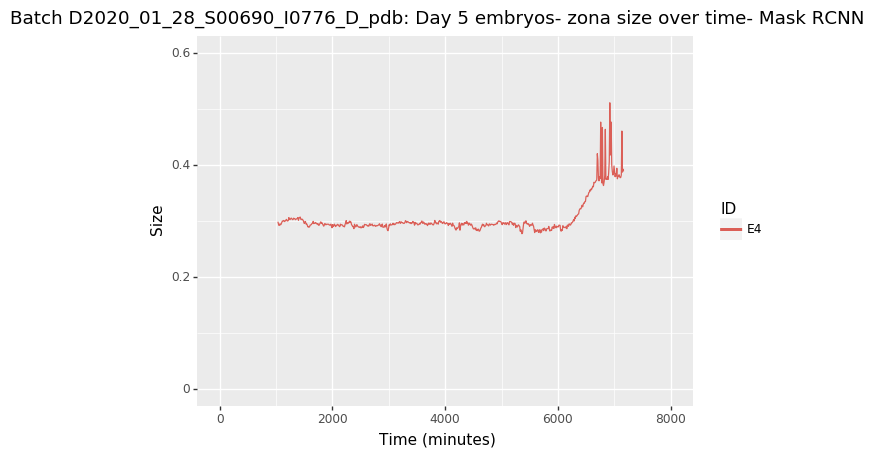 Batch D2020_01_28_S00690_I0776_D_pdb: Day 5 embryos- zona size over time- Mask RCNN
0.6
0.4
0.2
0
Size
0 2000 4000 6000 8000
Time (minutes)
ID
E4